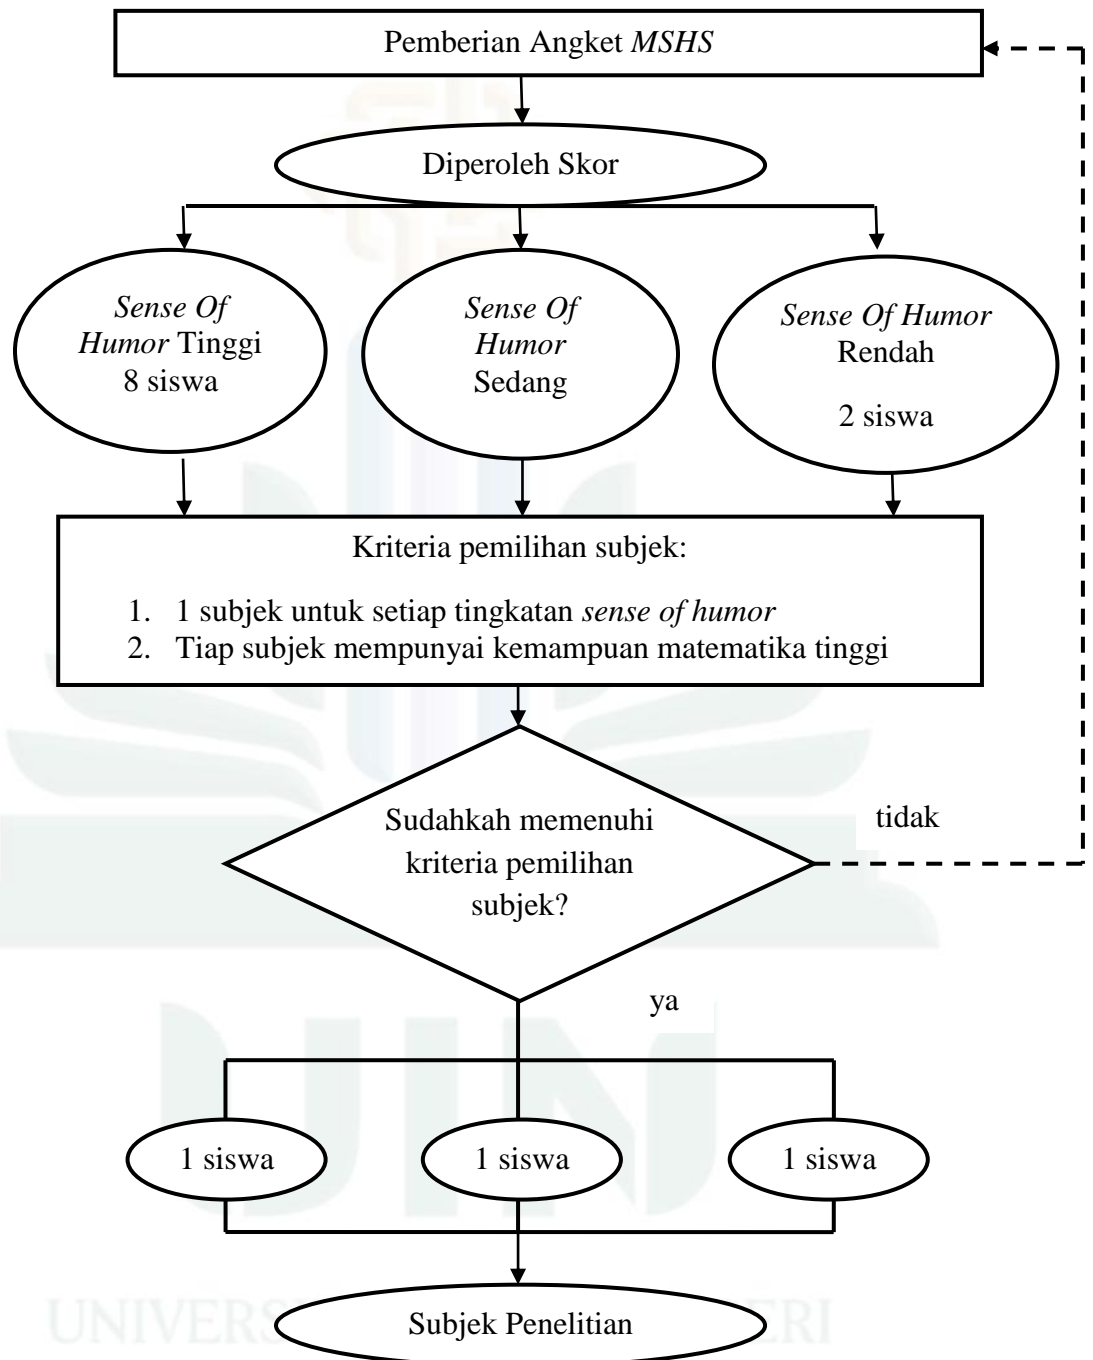 Pemberian Angket MSHS
Diperoleh Skor
Sense Of
Humor Tinggi
8 siswa
Sense Of
Humor
Sedang
Sense Of Humor
Rendah
2 siswa
Kriteria pemilihan subjek:
1. 1 subjek untuk setiap tingkatan sense of humor
2. Tiap subjek mempunyai kemampuan matematika tinggi
Sudahkah memenuhi
kriteria pemilihan
subjek?
tidak
ya
1 siswa
1 siswa
1 siswa
Subjek Penelitian
UIN